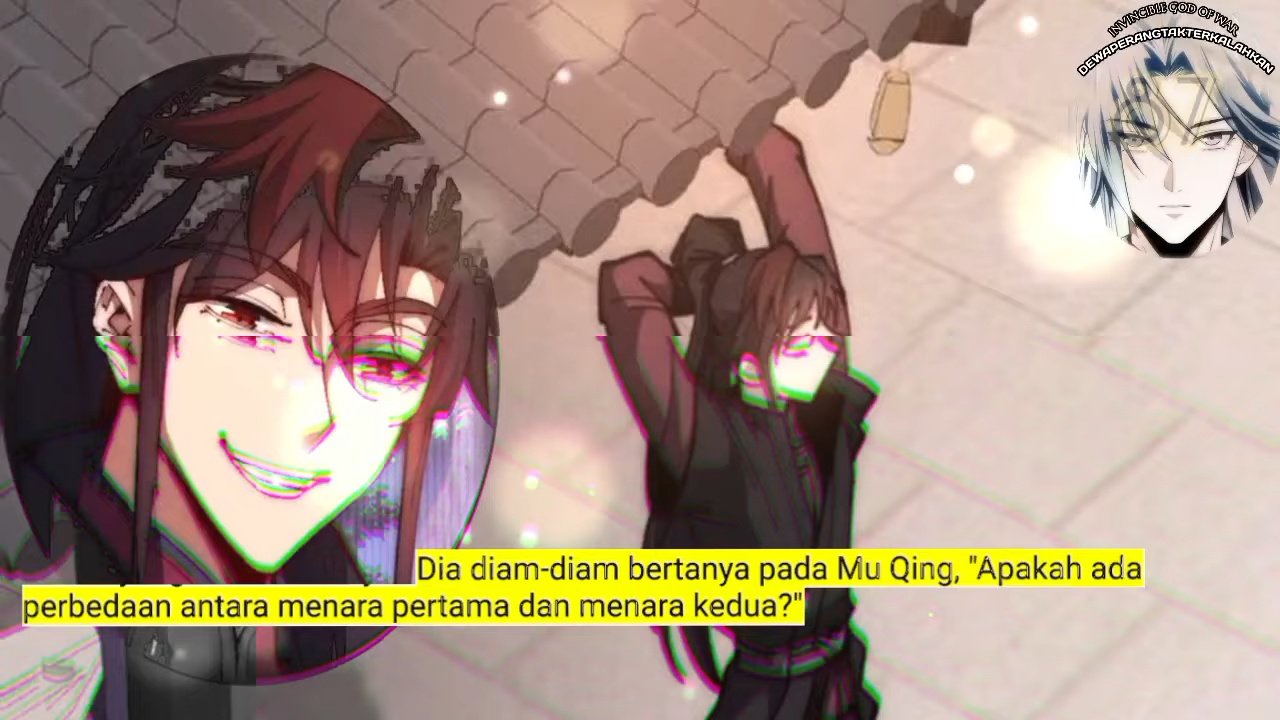 INVINCIBLE GOD OF WAR
DEWAPERANGTAKTERKALAHKAN
67
Dia diam-diam bertanya pada Mu Qing, "Apakah ada
perbedaan antara menara pertama dan menara kedua?"